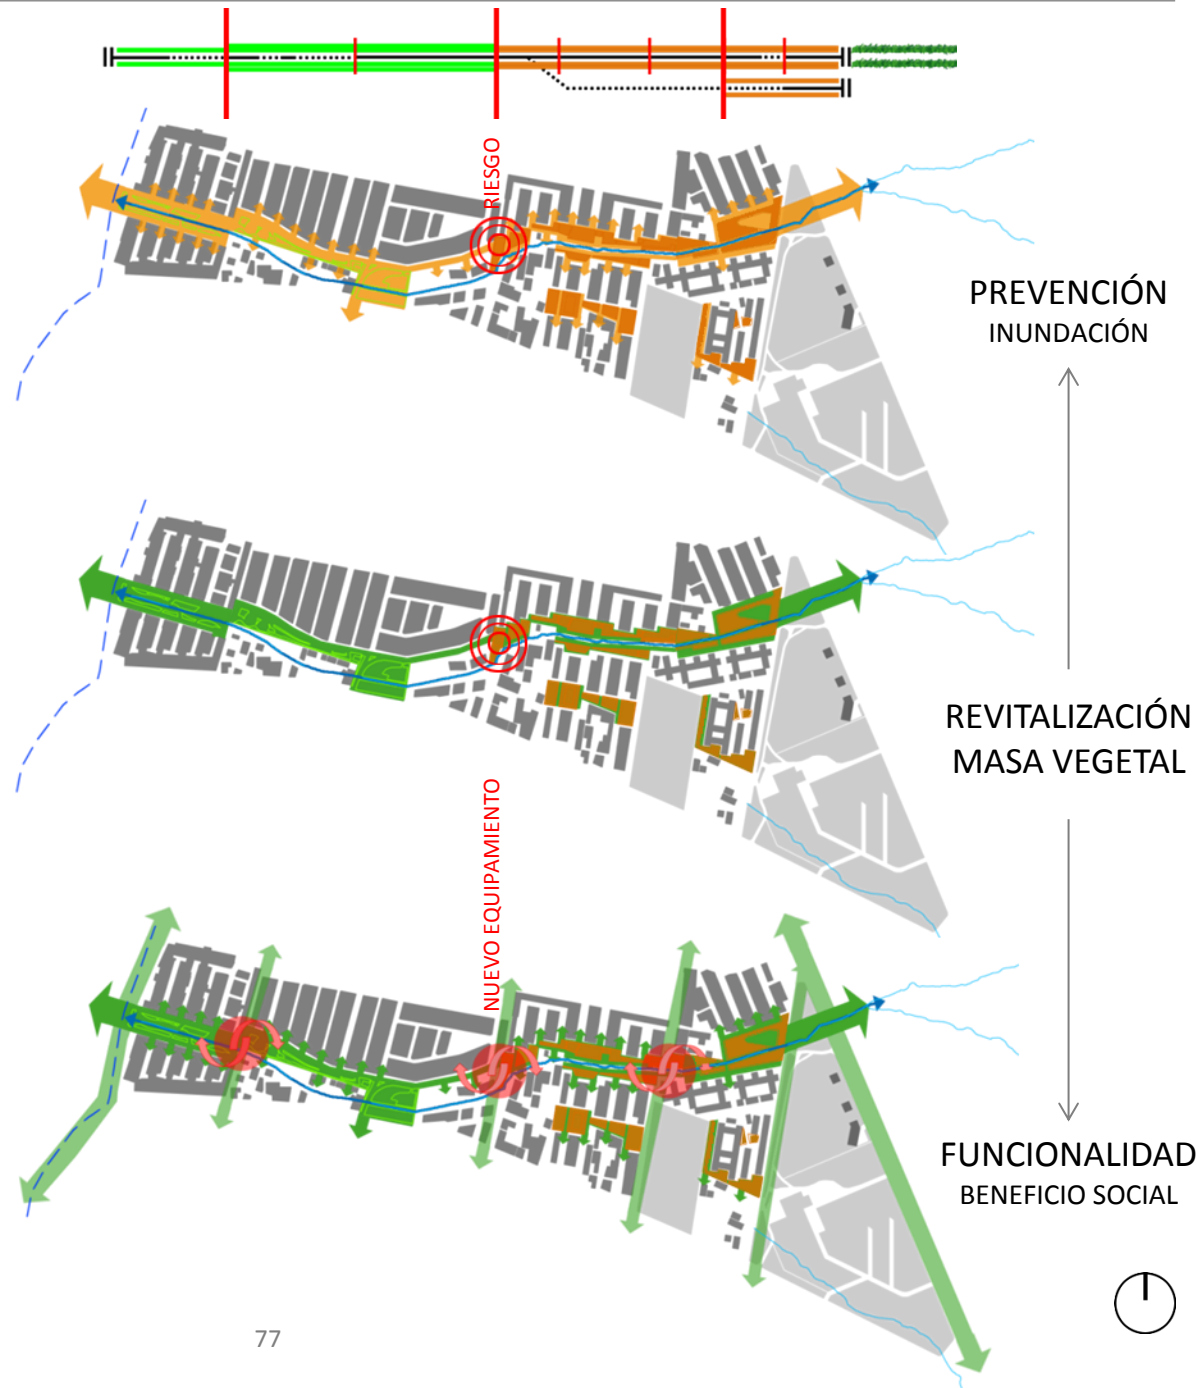 RIESGO
PREVENCIÓN
INUNDACIÓN
REVITALIZACIÓN
MASA VEGETAL
NUEVO EQUIPAMIENTO
FUNCIONALIDAD
BENEFICIO SOCIAL
77